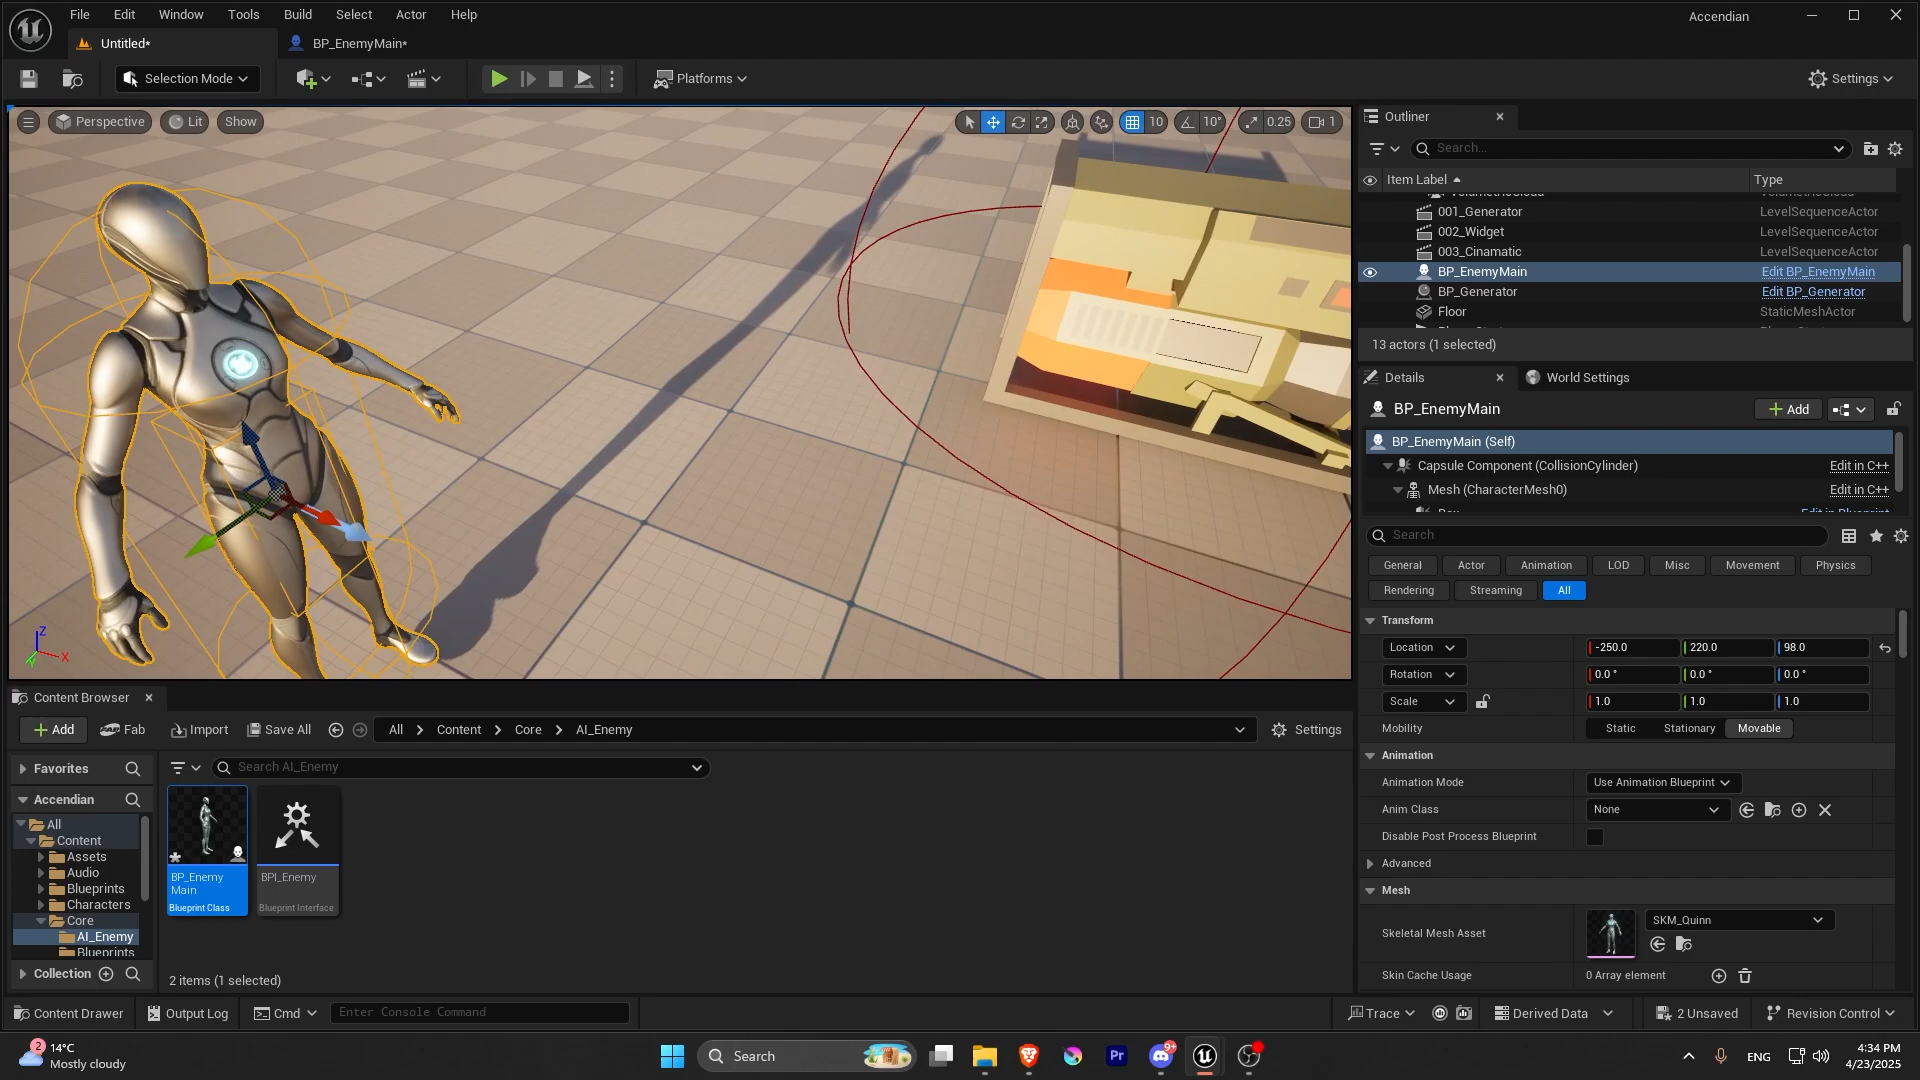 File Edit Window Tools Build Select Actor Help
Accendian
Untitled*
BP_EnemyMain*
Selection Mode
Platforms
Settings
Perspective Lit Show
10 10° 0.25 1
Outliner
Search...
Item Label Type
001_Generator LevelSequenceActor
002_Widget LevelSequenceActor
003_Cinamatic LevelSequenceActor
BP_EnemyMain Edit BP_EnemyMain
BP_Generator Edit BP_Generator
Floor StaticMeshActor
13 actors (1 selected)
Details World Settings
BP_EnemyMain
Add
BP_EnemyMain (Self)
Capsule Component (CollisionCylinder) Edit in C++
Mesh (CharacterMesh0) Edit in C++
Search
General Actor Animation LOD Misc Movement Physics
Rendering Streaming All
Transform
Location -250.0 220.0 98.0
Rotation 0.0 ° 0.0 ° 0.0 °
Scale 1.0 1.0 1.0
Mobility Static Stationary Movable
Animation
Animation Mode Use Animation Blueprint
Anim Class None
Disable Post Process Blueprint
Advanced
Mesh
Skeletal Mesh Asset SKM_Quinn
Skin Cache Usage 0 Array element
Z
X
Y
Content Browser
Add Fab Import Save All All Content Core AI_Enemy Settings
Favorites
Search AI_Enemy
Accendian
All
Content
Assets
Audio
Blueprints
Characters
Core
AI_Enemy
Blueprints
Collection
BP_Enemy
Main
Blueprint Class
BPI_Enemy
Blueprint Interface
2 items (1 selected)
Content Drawer Output Log Cmd Enter Console Command
Trace Derived Data 2 Unsaved Revision Control
2
14°C
Mostly cloudy
Search
Pr
9+
ENG
4:34 PM
4/23/2025